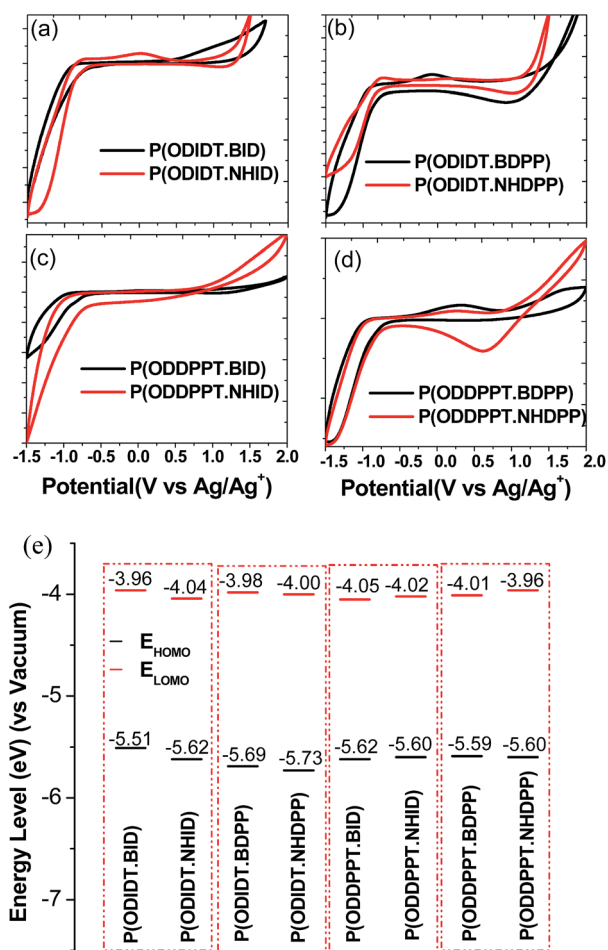 (a)
P(ODIDT.BID)
P(ODIDT.NHID)
(b)
P(ODIDT.BDPP)
P(ODIDT.NHDPP)
(c)
P(ODDPPT.BID)
P(ODDPPT.NHID)
-1.5 -1.0 -0.5 0.0 0.5 1.0 1.5 2.0
Potential(V vs Ag/Ag+)
(d)
P(ODDPPT.BDPP)
P(ODDPPT.NHDPP)
-1.5 -1.0 -0.5 0.0 0.5 1.0 1.5 2.0
Potential(V vs Ag/Ag+)
(e)
Energy Level (eV) (vs Vacuum)
-4
-5
-6
-7
-3.96 -4.04 -3.98 -4.00 -4.05 -4.02 -4.01 -3.96
EHOMO
ELOMO
-5.51 -5.62 -5.69 -5.73 -5.62 -5.60 -5.59 -5.60
P(ODIDT.BID)
P(ODIDT.NHID)
P(ODIDT.BDPP)
P(ODIDT.NHDPP)
P(ODDPPT.BID)
P(ODDPPT.NHID)
P(ODDPPT.BDPP)
P(ODDPPT.NHDPP)